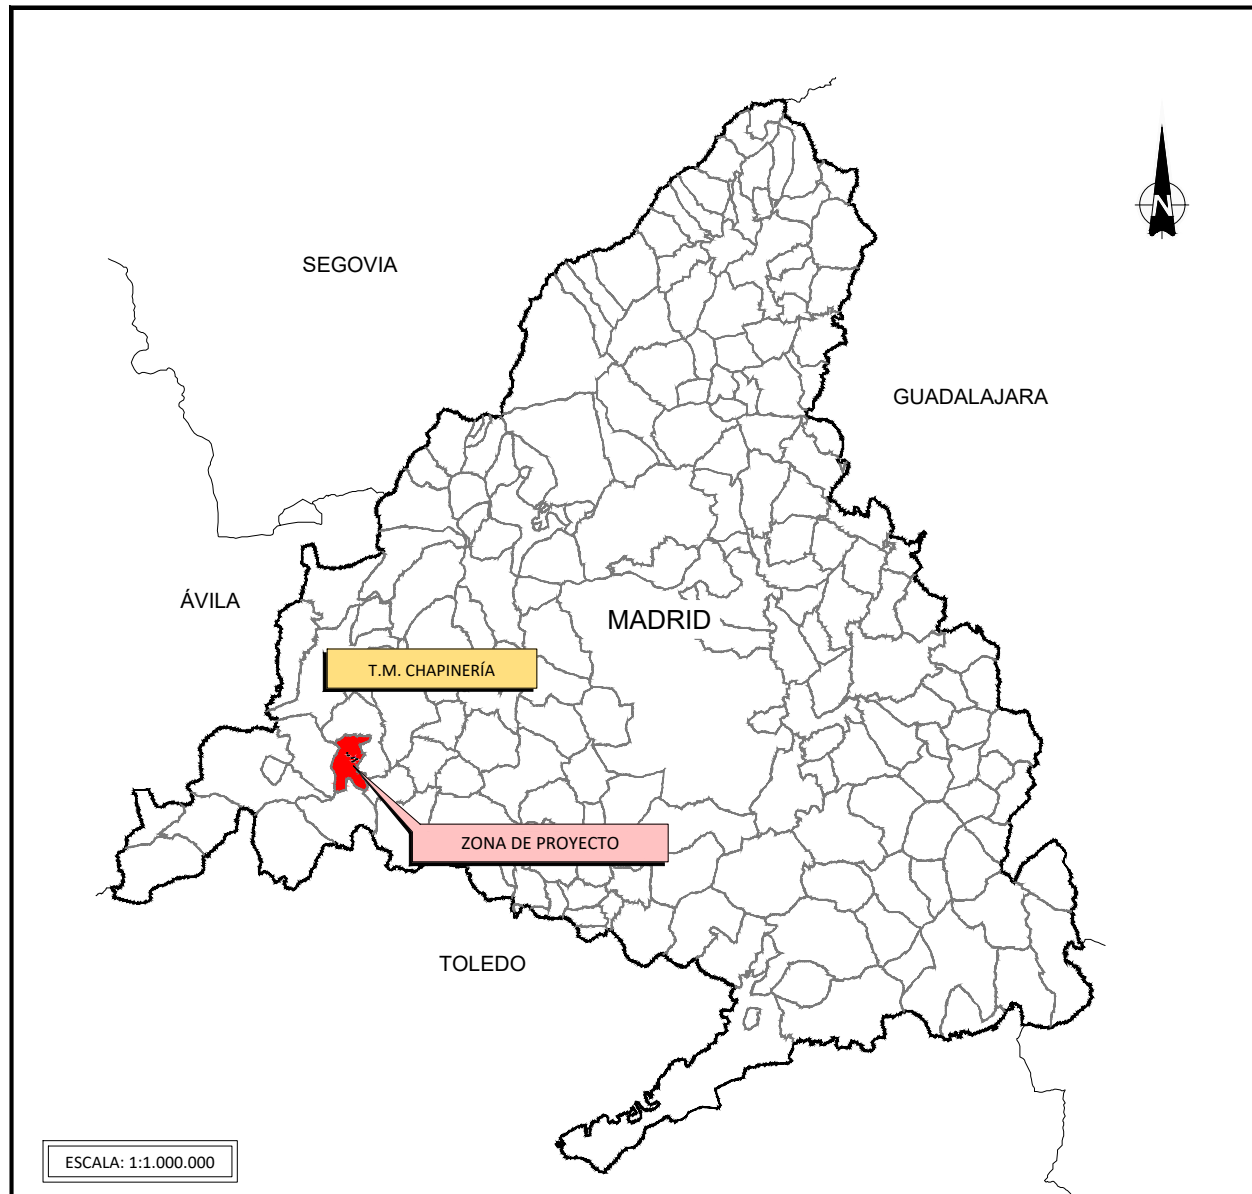 N
SEGOVIA
GUADALAJARA
ÁVILA
MADRID
T.M. CHAPINERÍA
ZONA DE PROYECTO
TOLEDO
ESCALA: 1:1.000.000